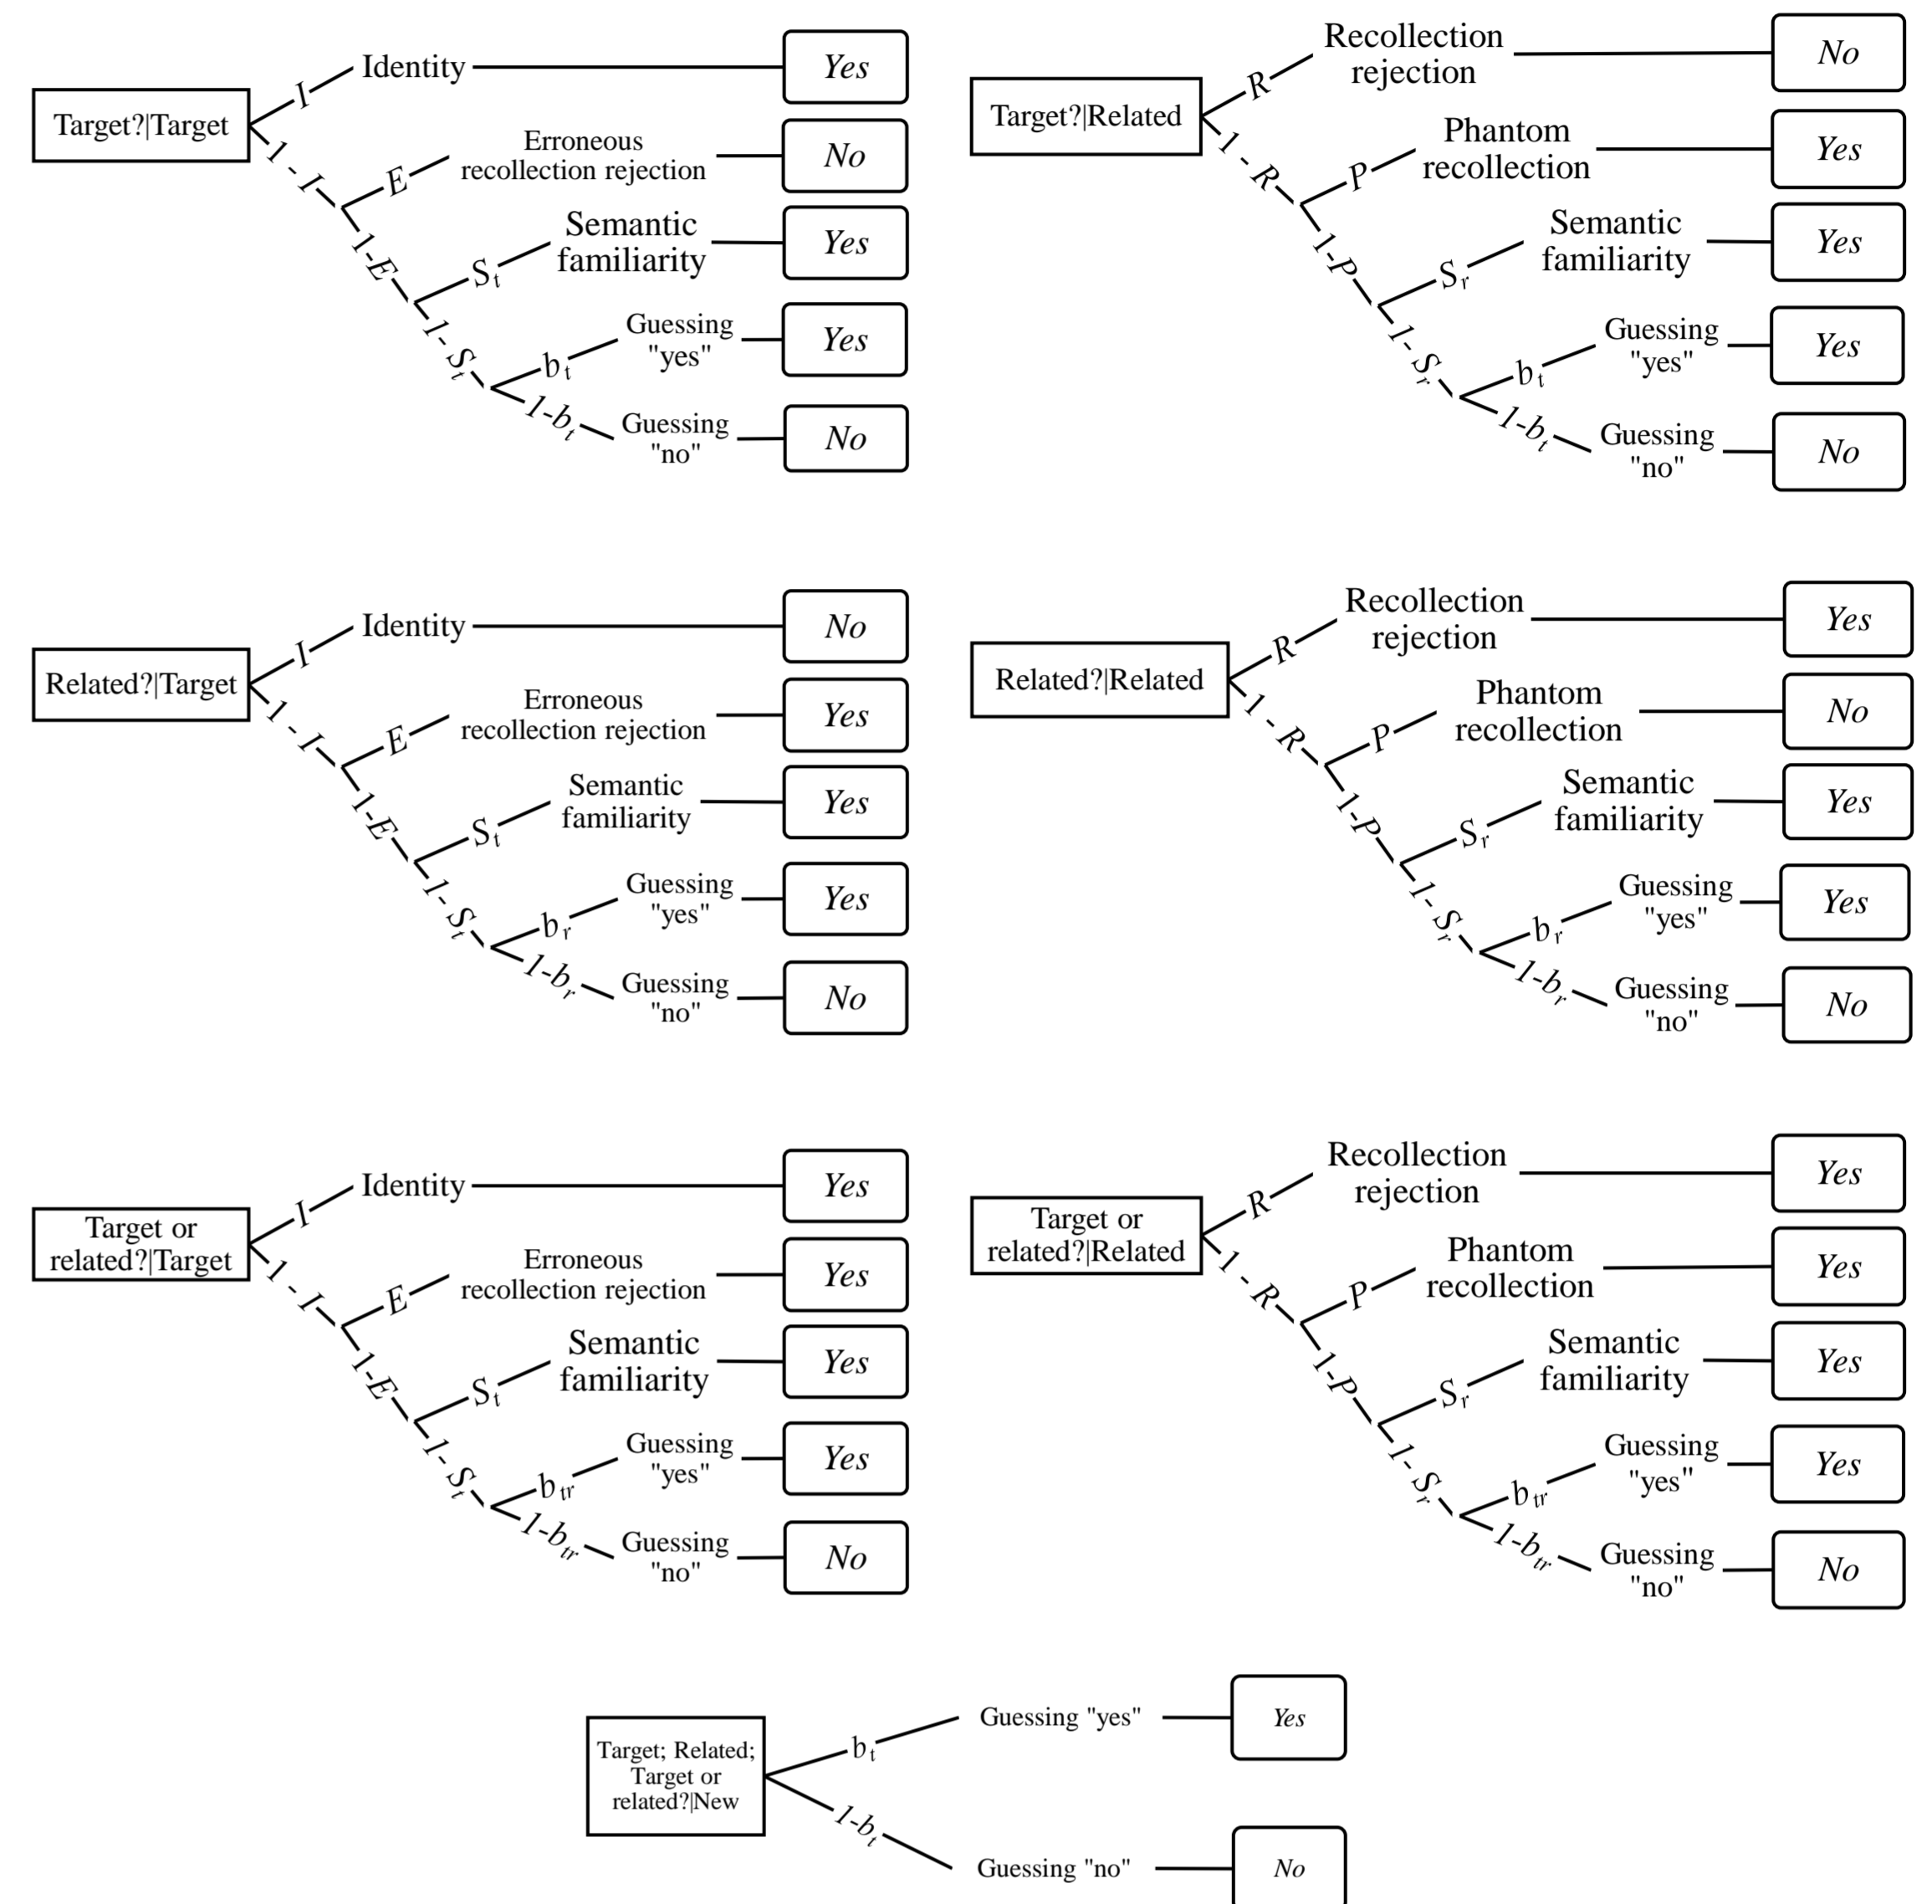 Target?|Target
I
Identity
Yes
1 - I
E
Erroneous
recollection rejection
No
1-E
St
Semantic
familiarity
Yes
1- St
bt
Guessing
"yes"
Yes
1-bt
Guessing
"no"
No
Target?|Related
R
Recollection
rejection
No
1 - R
P
Phantom
recollection
Yes
1-P
Sr
Semantic
familiarity
Yes
1- Sr
bt
Guessing
"yes"
Yes
1-bt
Guessing
"no"
No
Related?|Target
I
Identity
No
1 - I
E
Erroneous
recollection rejection
Yes
1-E
St
Semantic
familiarity
Yes
1- St
br
Guessing
"yes"
Yes
1-br
Guessing
"no"
No
Related?|Related
R
Recollection
rejection
Yes
1 - R
P
Phantom
recollection
No
1-P
Sr
Semantic
familiarity
Yes
1- Sr
br
Guessing
"yes"
Yes
1-br
Guessing
"no"
No
Target or
related?|Target
I
Identity
Yes
1 - I
E
Erroneous
recollection rejection
Yes
1-E
St
Semantic
familiarity
Yes
1- St
btr
Guessing
"yes"
Yes
1-btr
Guessing
"no"
No
Target or
related?|Related
R
Recollection
rejection
Yes
1 - R
P
Phantom
recollection
Yes
1-P
Sr
Semantic
familiarity
Yes
1- Sr
btr
Guessing
"yes"
Yes
1-btr
Guessing
"no"
No
Target; Related;
Target or
related?|New
bt
Guessing "yes"
Yes
1-bt
Guessing "no"
No